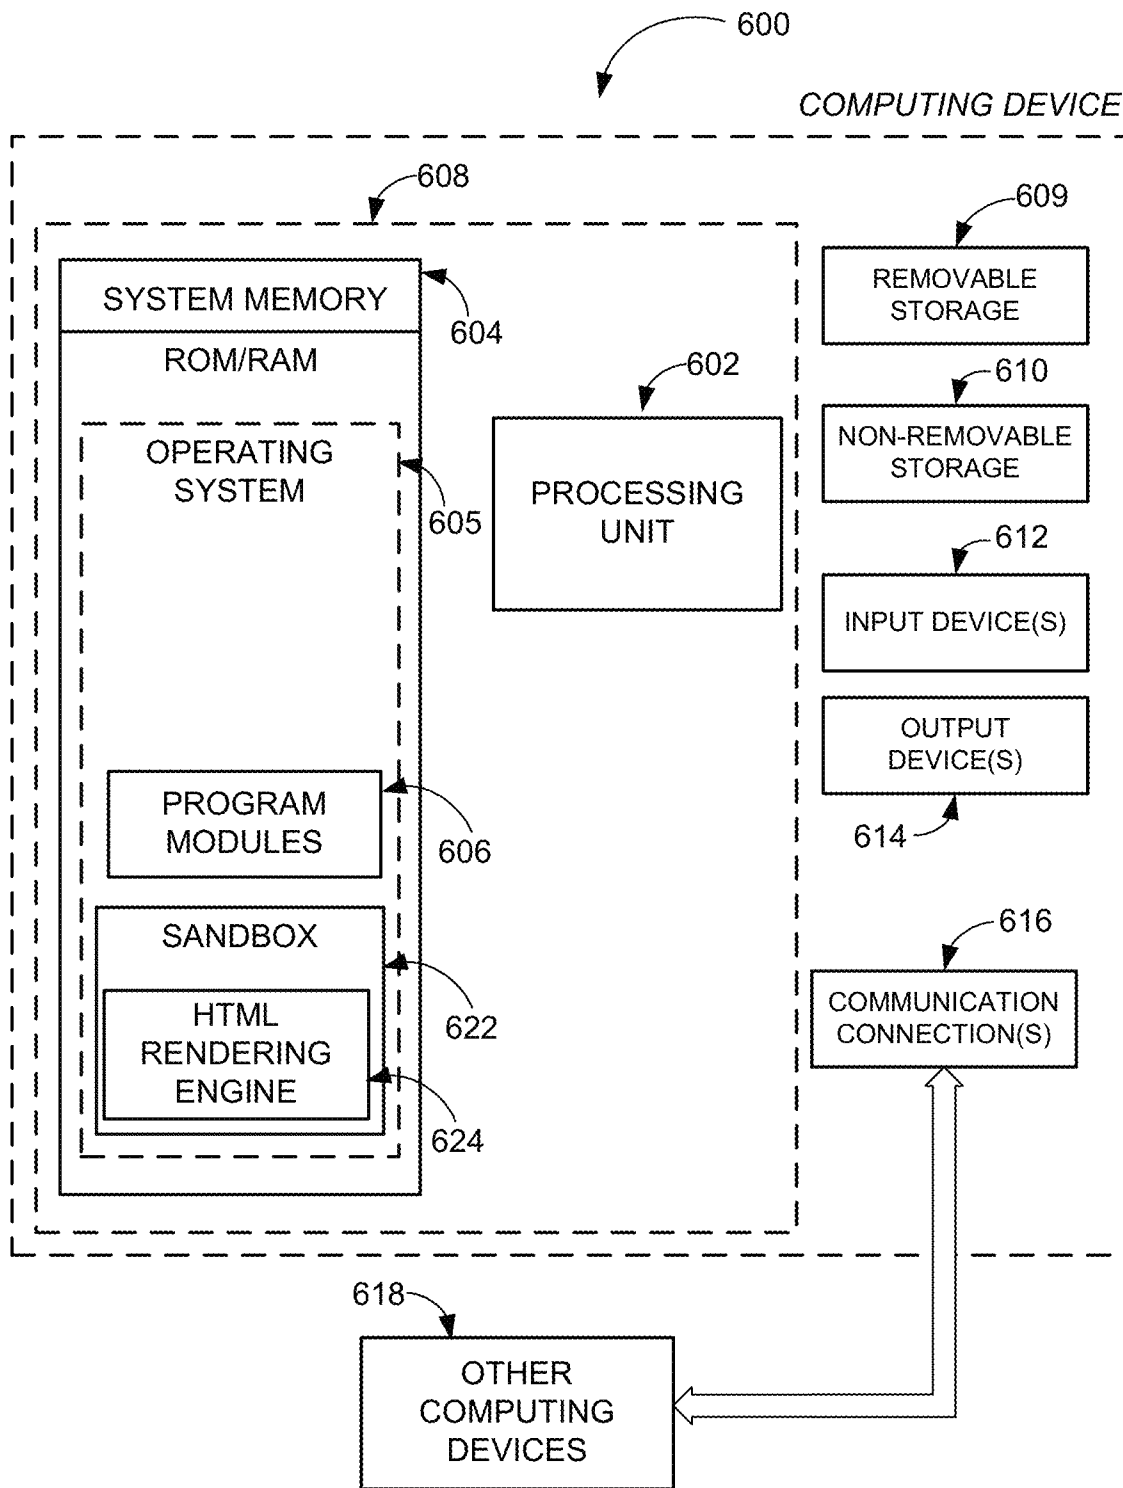 600
COMPUTING DEVICE
608
609
REMOVABLE
STORAGE
SYSTEM MEMORY
604
ROM/RAM
602
610
OPERATING
SYSTEM
605
PROCESSING
UNIT
NON-REMOVABLE
STORAGE
612
INPUT DEVICE(S)
OUTPUT
DEVICE(S)
614
PROGRAM
MODULES
606
SANDBOX
622
616
COMMUNICATION
CONNECTION(S)
HTML
RENDERING
ENGINE
624
618
OTHER
COMPUTING
DEVICES